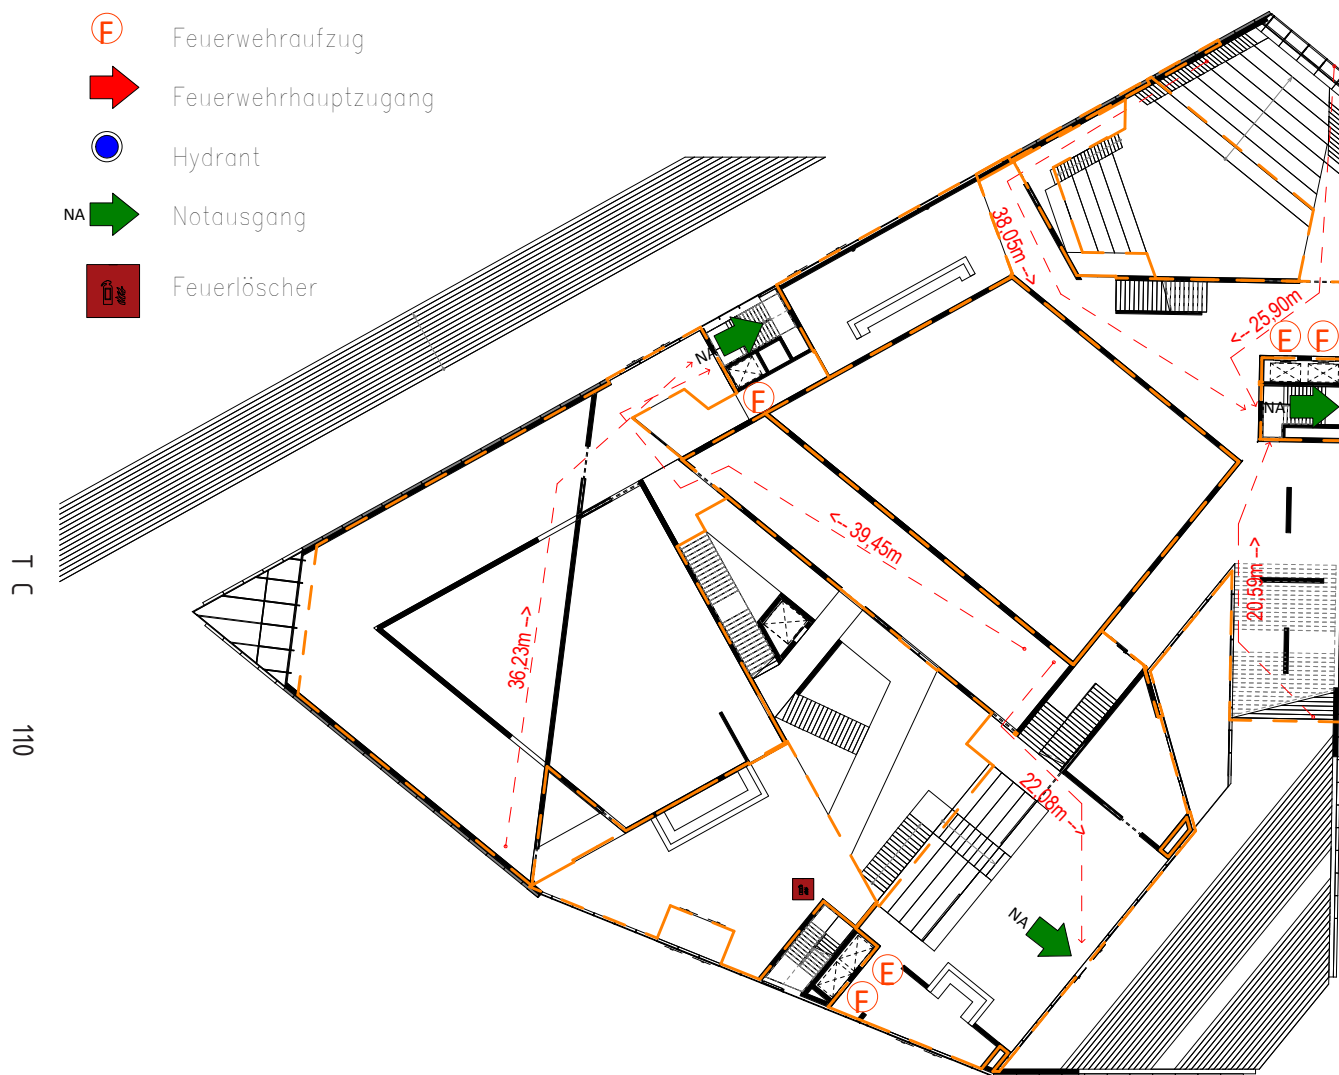 F Feuerwehraufzug
Feuerwehrhauptzugang
Hydrant
NA Notausgang
Feuerlöscher
38,05m -->
<-- 25,90m
F F
NA
F
NA
<-- 39,45m
20,59m -->
T C
36,23m -->
110
22,08m -->
NA
F
F